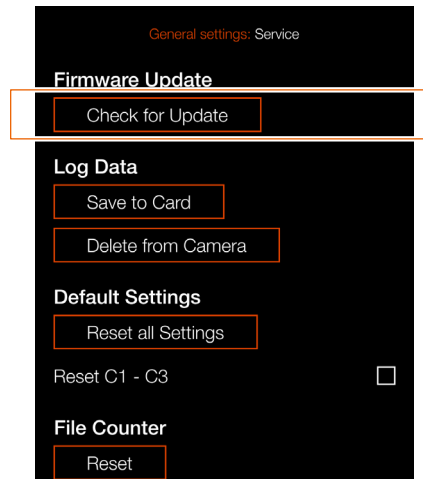 General settings: Service
Firmware Update
Check for Update
Log Data
Save to Card
Delete from Camera
Default Settings
Reset all Settings
Reset C1 - C3
File Counter
Reset